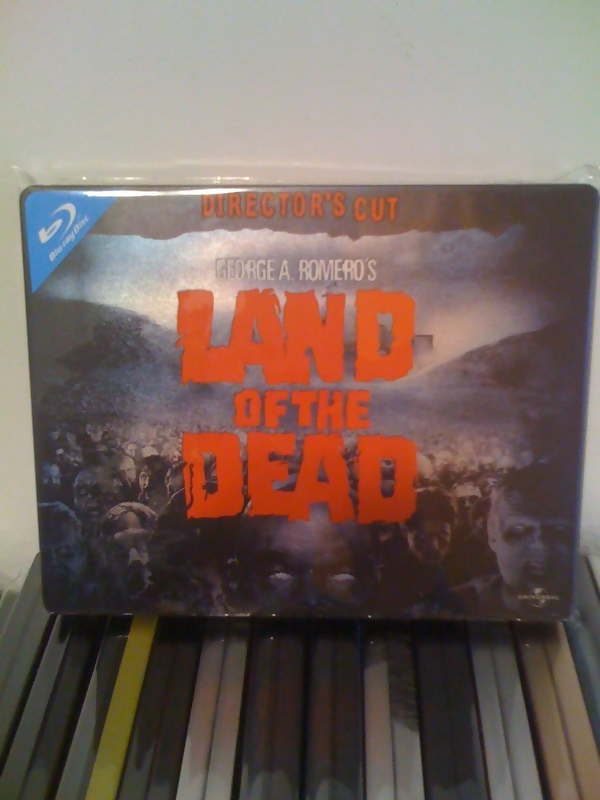 DIRECTOR'S CUT
Blu-ray Disc
GEORGE A. ROMERO'S
LAND
OF THE
DEAD
UNIVERSAL